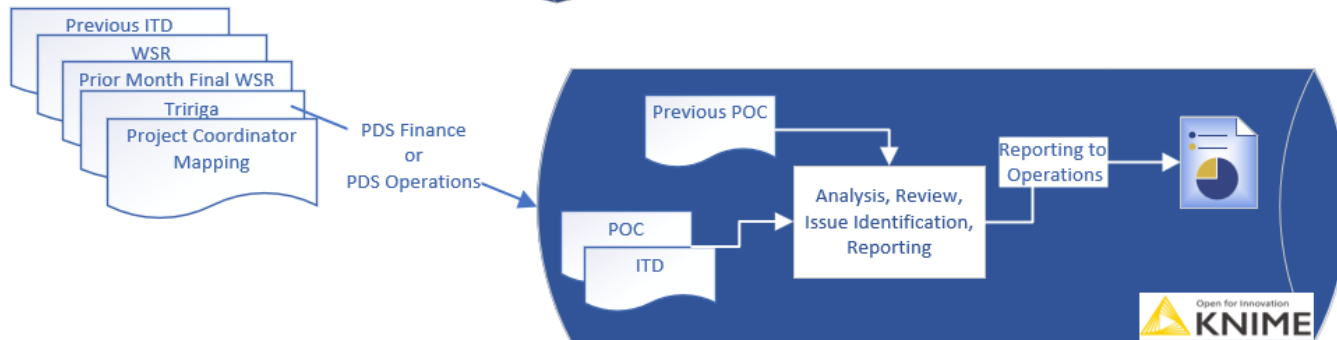 Previous ITD
WSR
Prior Month Final WSR
Tririga
Project Coordinator
Mapping
PDS Finance
or
PDS Operations
Previous POC
POC
ITD
Analysis, Review,
Issue Identification,
Reporting
Reporting to
Operations
Open for Innovation
KNIME